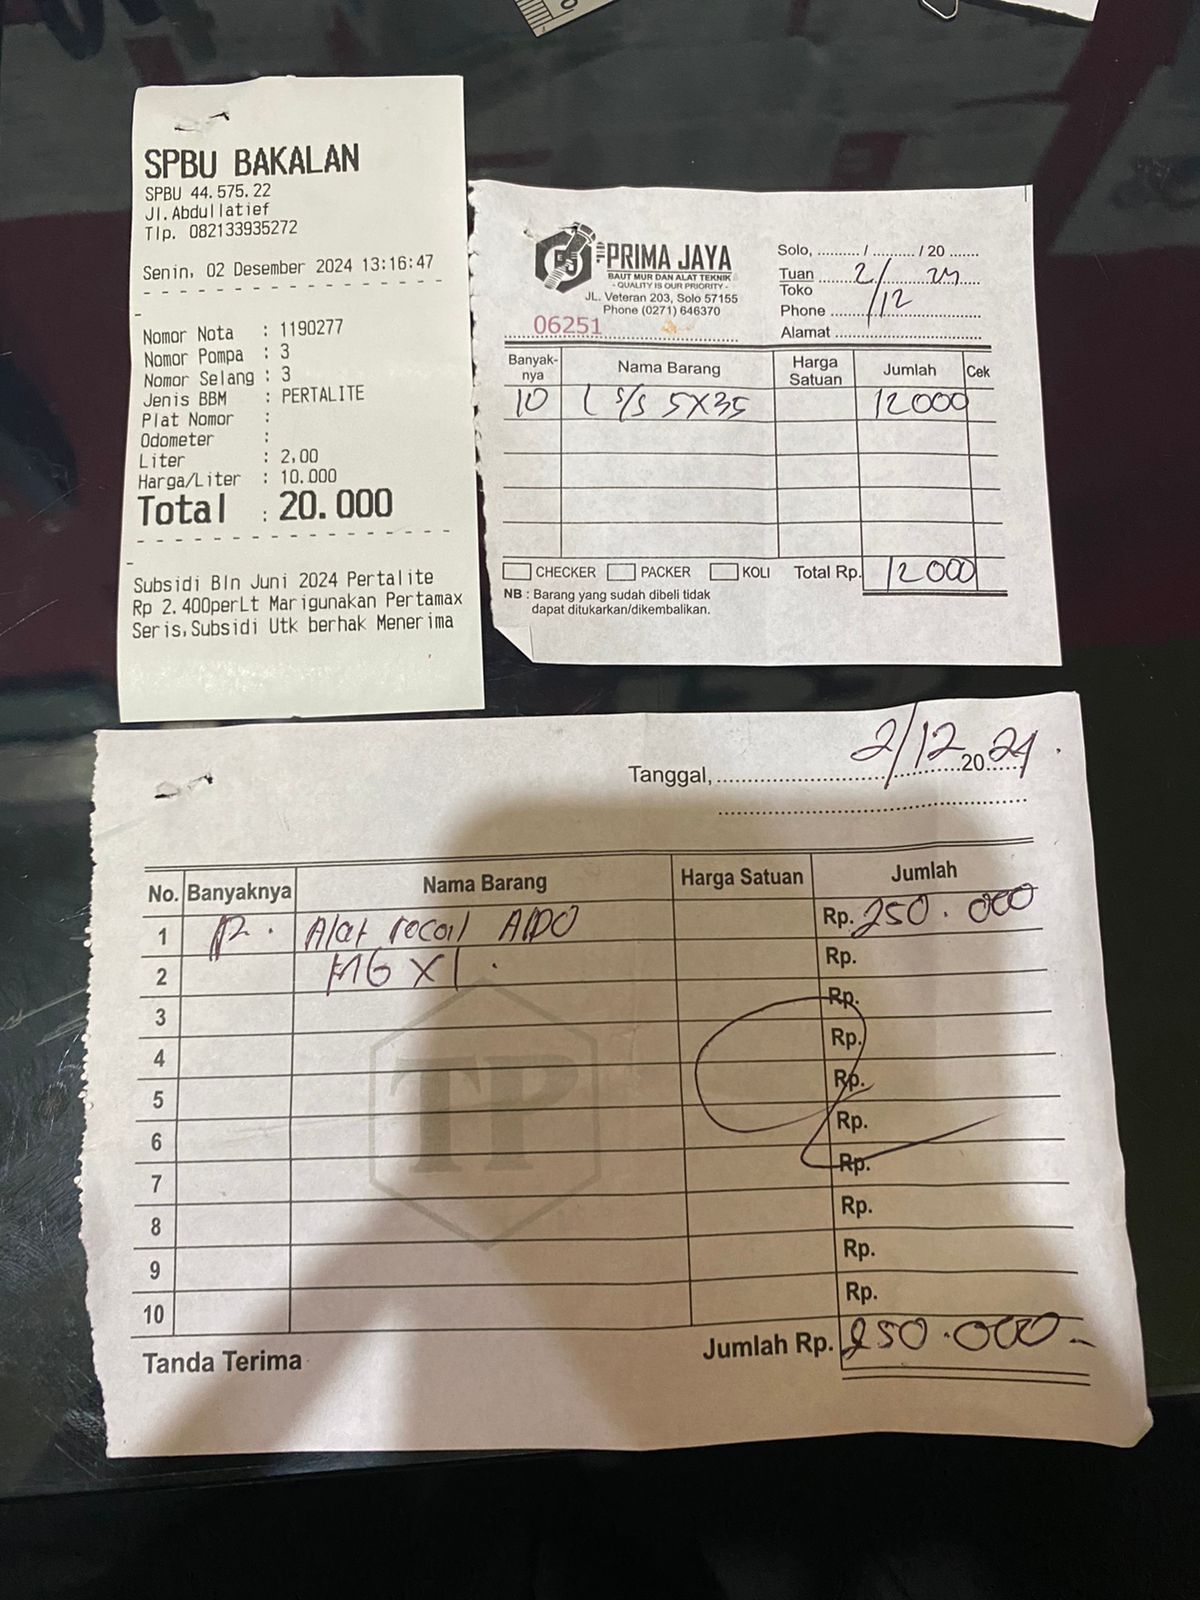 SPBU BAKALAN
SPBU 44.575.22
Jl.Abdullatief
Tlp. 082133935272
Senin, 02 Desember 2024 13:16:47
Nomor Nota : 1190277
Nomor Pompa : 3
Nomor Selang : 3
Jenis BBM : PERTALITE
Plat Nomor :
Odometer :
Liter : 2,00
Harga/Liter : 10.000
Total : 20.000
Subsidi Bln Juni 2024 Pertalite
Rp 2.400perLt Marigunakan Pertamax
Seris,Subsidi Utk berhak Menerima
PRIMA JAYA
BAUT MUR DAN ALAT TEKNIK
- QUALITY IS OUR PRIORITY -
JL. Veteran 203, Solo 57155
Phone (0271) 646370
06251
Solo, ........../ ........../ 20 .......
Tuan 2/12 24
Toko
Phone
Alamat
Banyak-nya Nama Barang Harga Satuan Jumlah Cek
10 L S/S 5X35 12000
CHECKER PACKER KOLI Total Rp. 12000
NB : Barang yang sudah dibeli tidak
dapat ditukarkan/dikembalikan.
Tanggal, 2/12 2024
No. Banyaknya Nama Barang Harga Satuan Jumlah
1 Alat recoil Rp. 250.000
2 M6 X 1 Rp.
3 Rp.
4 Rp.
5 Rp.
6 Rp.
7 Rp.
8 Rp.
9 Rp.
10 Rp.
TP
Tanda Terima Jumlah Rp. 250.000-